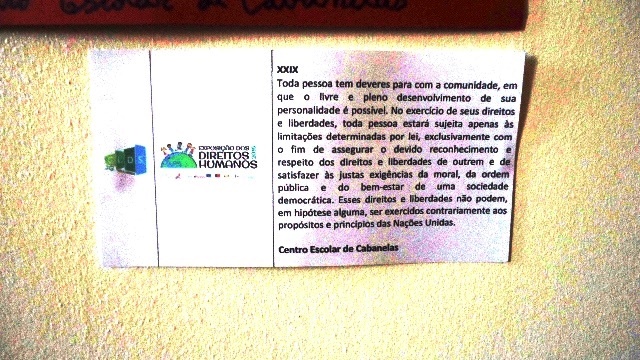 Escolar de Cabanelas
XXIX
Toda pessoa tem deveres para com a comunidade, em
que o livre e pleno desenvolvimento de sua
personalidade é possível. No exercício de seus direitos
e liberdades, toda pessoa estará sujeita apenas às
limitações determinadas por lei, exclusivamente com
o fim de assegurar o devido reconhecimento e
respeito dos direitos e liberdades de outrem e de
satisfazer às justas exigências da moral, da ordem
pública e do bem-estar de uma sociedade
democrática. Esses direitos e liberdades não podem,
em hipótese alguma, ser exercidos contrariamente aos
propósitos e princípios das Nações Unidas.
Centro Escolar de Cabanelas
EXPOSIÇÃO DOS
DIREITOS
HUMANOS